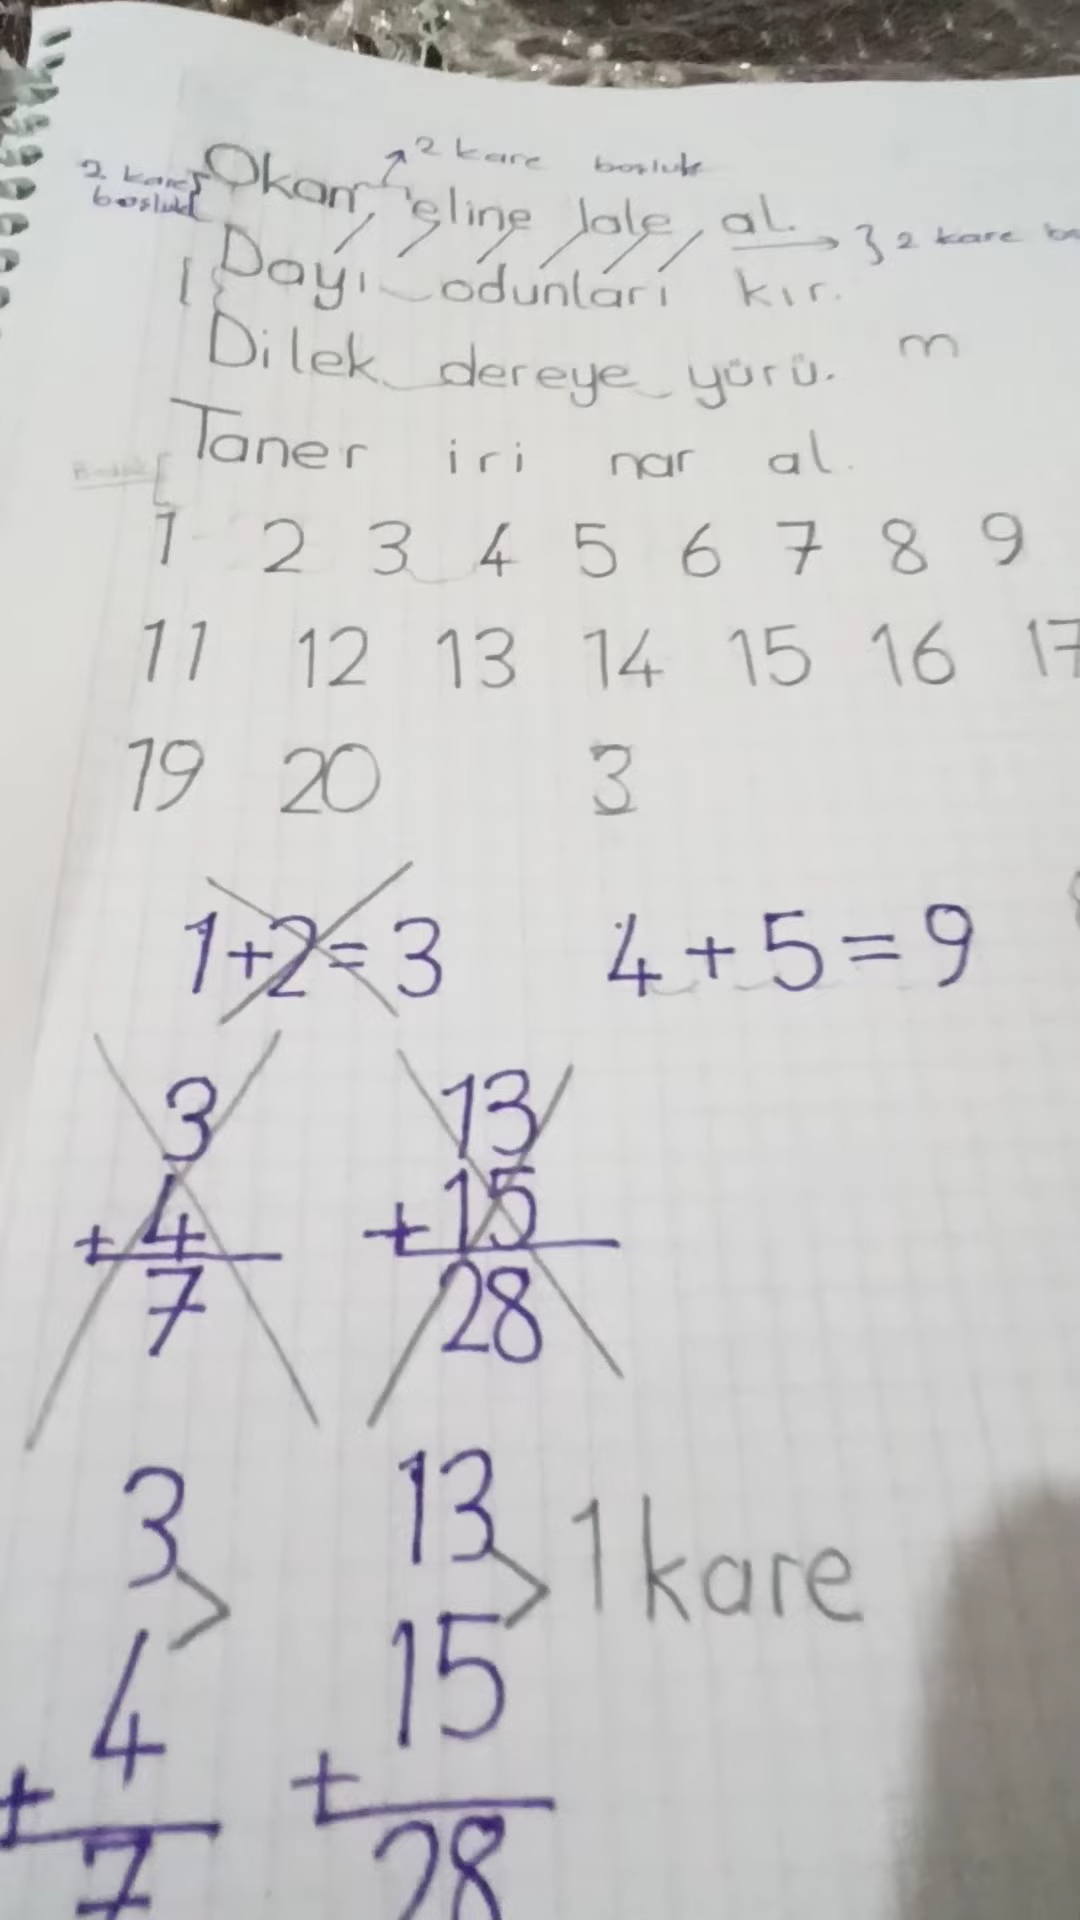 2 kare boşluk
2 kare boşluk
Okan eline lale al.
2 kare
Dayı odunları kır.
Dilek dereye yürü. m
Taner iri nar al.
1 2 3 4 5 6 7 8 9
11 12 13 14 15 16 17
19 20 3
1+2=3 4+5=9
3 13
+4 +15
7 28
3 13
1 kare
4 15
+ +
7 28